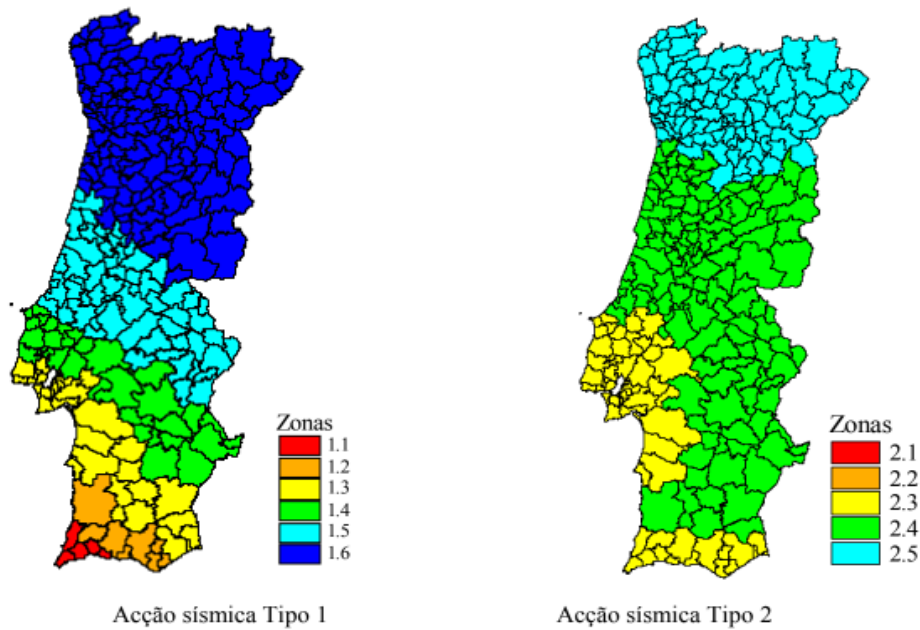 Zonas
1.1
1.2
1.3
1.4
1.5
1.6
Zonas
2.1
2.2
2.3
2.4
2.5
Acção sísmica Tipo 1
Acção sísmica Tipo 2